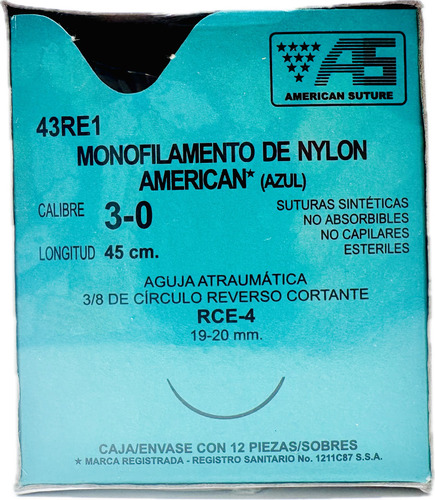 AS
AMERICAN SUTURE
43RE1
MONOFILAMENTO DE NYLON
AMERICAN* (AZUL)
CALIBRE 3-0
LONGITUD 45 cm.
SUTURAS SINTÉTICAS
NO ABSORBIBLES
NO CAPILARES
ESTERILES
AGUJA ATRAUMÁTICA
3/8 DE CÍRCULO REVERSO CORTANTE
RCE-4
19-20 mm.
CAJA/ENVASE CON 12 PIEZAS/SOBRES
* MARCA REGISTRADA - REGISTRO SANITARIO No. 1211C87 S.S.A.